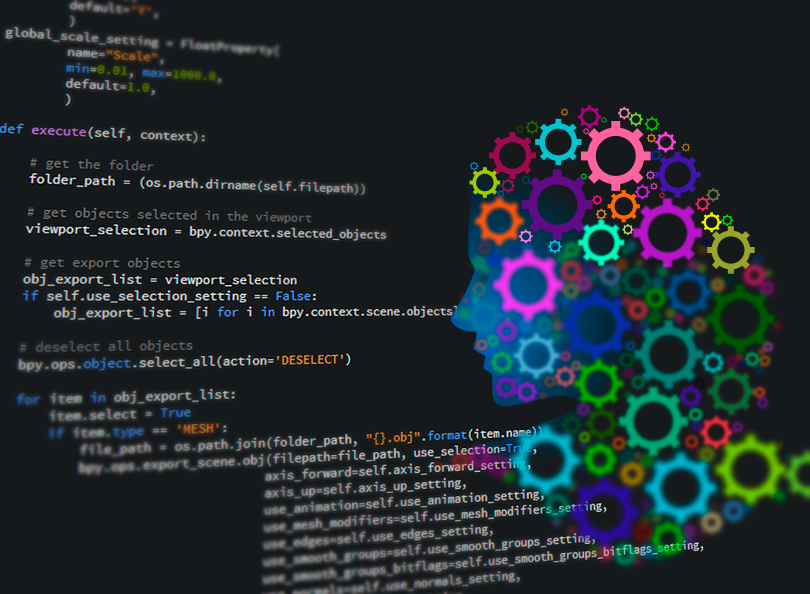 default='Y',
)
global_scale_setting = FloatProperty(
name="Scale",
min=0.01, max=1000.0,
default=1.0,
)
def execute(self, context):
# get the folder
folder_path = (os.path.dirname(self.filepath))
# get objects selected in the viewport
viewport_selection = bpy.context.selected_objects
# get export objects
obj_export_list = viewport_selection
if self.use_selection_setting == False:
obj_export_list = [i for i in bpy.context.scene.objects]
# deselect all objects
bpy.ops.object.select_all(action='DESELECT')
for item in obj_export_list:
item.select = True
if item.type == 'MESH':
file_path = os.path.join(folder_path, "{}.obj".format(item.name))
bpy.ops.export_scene.obj(filepath=file_path, use_selection=True,
axis_forward=self.axis_forward_setting,
axis_up=self.axis_up_setting,
use_animation=self.use_animation_setting,
use_mesh_modifiers=self.use_mesh_modifiers_setting,
use_edges=self.use_edges_setting,
use_smooth_groups=self.use_smooth_groups_setting,
use_smooth_groups_bitflags=self.use_smooth_groups_bitflags_setting,
use_normals=self.use_normals_setting,